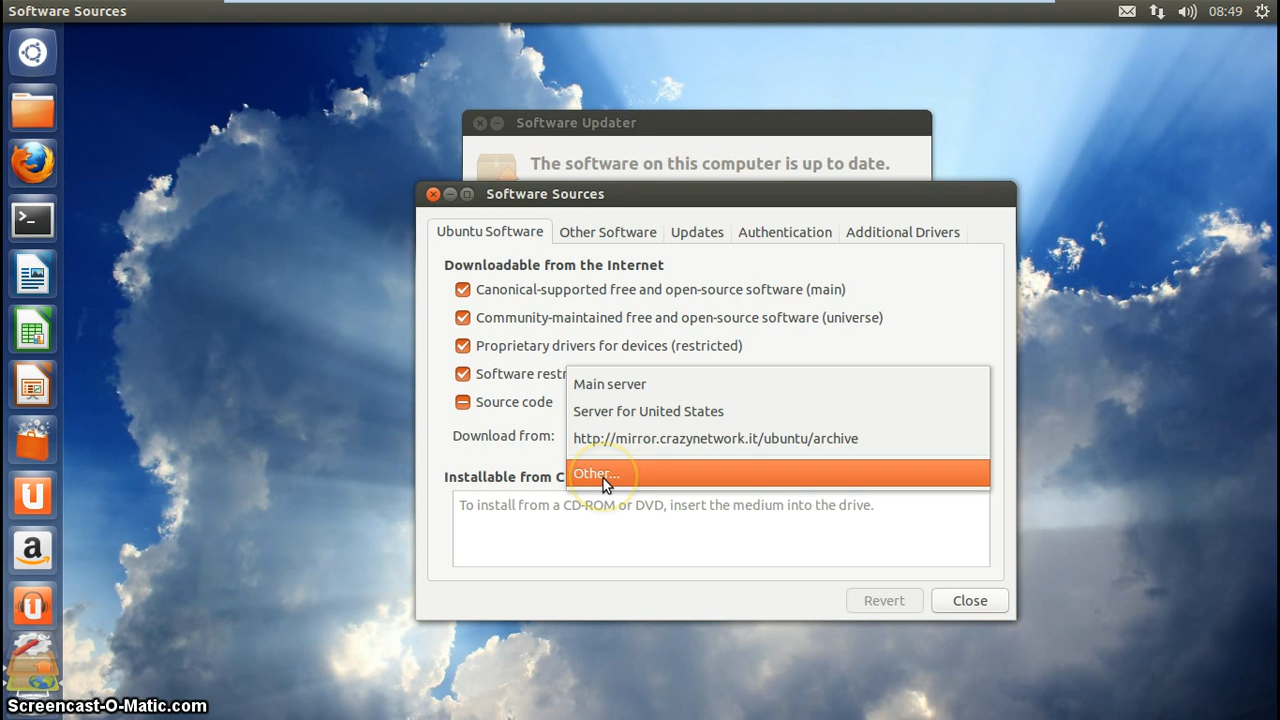 Software Sources
08:49
Software Updater
The software on this computer is up to date.
Software Sources
Ubuntu Software Other Software Updates Authentication Additional Drivers
Downloadable from the Internet
Canonical-supported free and open-source software (main)
Community-maintained free and open-source software (universe)
Proprietary drivers for devices (restricted)
Software restr
Main server
Source code
Server for United States
Download from:
http://mirror.crazynetwork.it/ubuntu/archive
Installable from C
Other...
To install from a CD-ROM or DVD, insert the medium into the drive.
Revert Close
Screencast-O-Matic.com